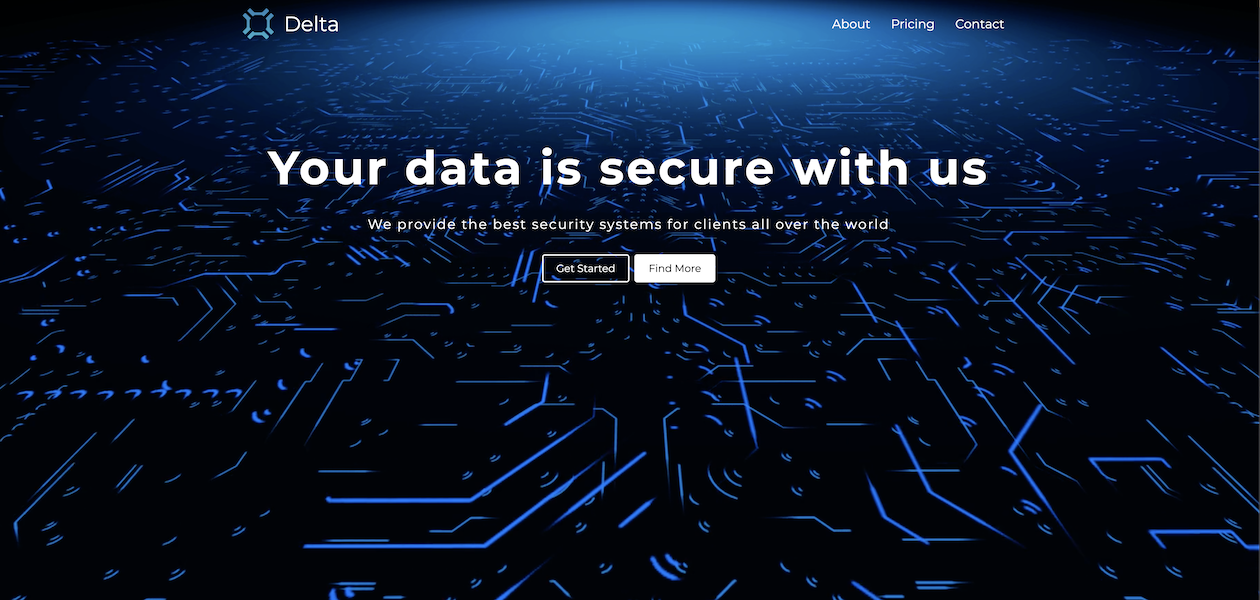 Delta
About Pricing Contact
Your data is secure with us
We provide the best security systems for clients all over the world
Get Started Find More